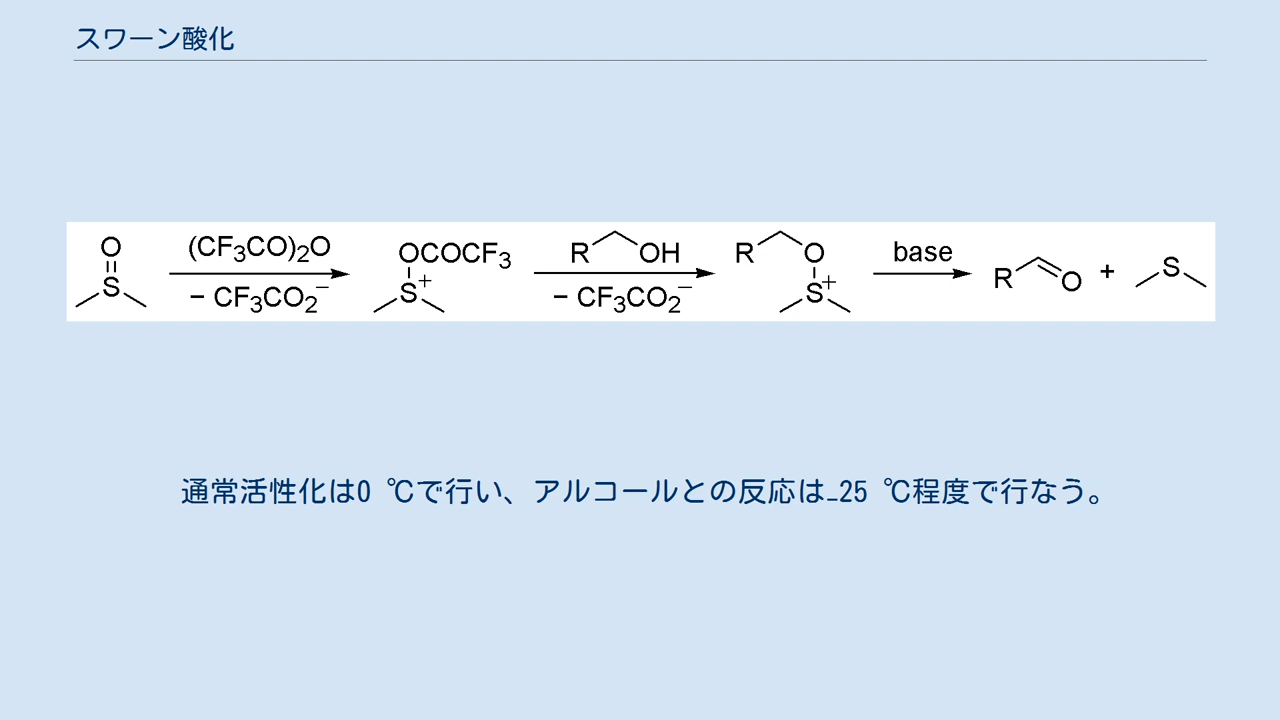 スワーン酸化
O (CF₃CO)₂O OCOCF₃ R OH R O base
S − CF₃CO₂⁻ S⁺ − CF₃CO₂⁻ S⁺ R O + S
通常活性化は0 ℃で行い、アルコールとの反応は-25 ℃程度で行なう。